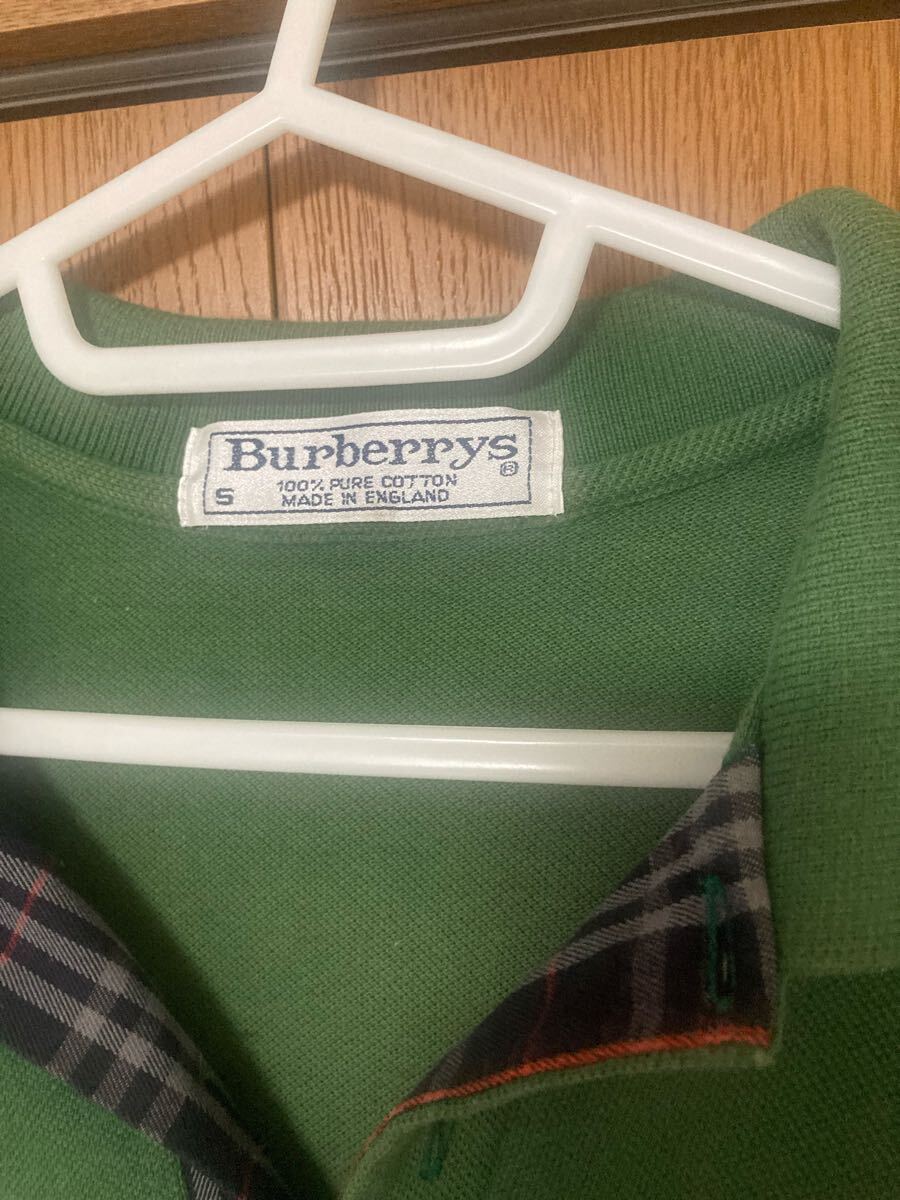 Burberrys ®
S 100% PURE COTTON
MADE IN ENGLAND